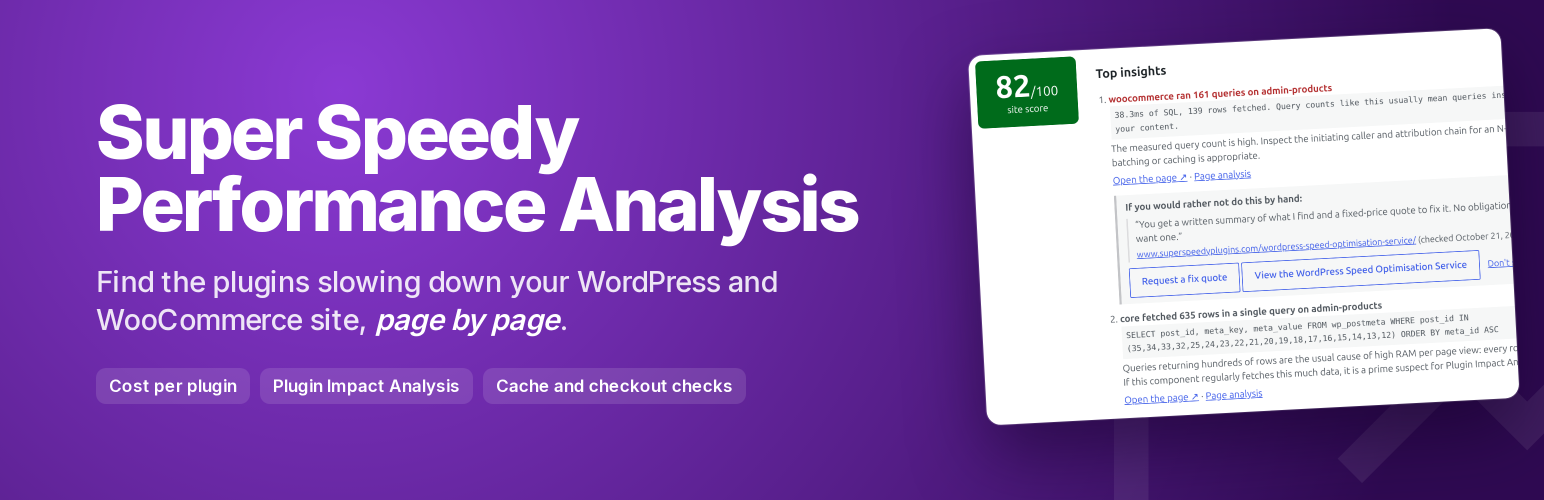 Super Speedy
Performance Analysis
Find the plugins slowing down your WordPress and
WooCommerce site, page by page.
Cost per plugin
Plugin Impact Analysis
Cache and checkout checks
82/100
site score
Top insights
1. woocommerce ran 161 queries on admin-products
38.3ms of SQL, 139 rows fetched. Query counts like this usually mean queries
your content.
The measured query count is high. Inspect the initiating caller and attribution chain for an
batching or caching is appropriate.
Open the page ↗ · Page analysis
If you would rather not do this by hand:
“You get a written summary of what I find and a fixed-price quote to fix it. No obligation
want one.”
www.superspeedyplugins.com/wordpress-speed-optimisation-service/ (checked October 21,
Request a fix quote
View the WordPress Speed Optimisation Service
Don't
2. core fetched 635 rows in a single query on admin-products
SELECT post_id, meta_key, meta_value FROM wp_postmeta WHERE post_id IN
(35,34,33,32,25,24,23,22,21,20,19,18,17,16,15,14,13,12) ORDER BY meta_id ASC
Queries returning hundreds of rows are the usual cause of high RAM per page view: every
If this component regularly fetches this much data, it is a prime suspect for Plugin Impact
Open the page ↗ · Page analysis